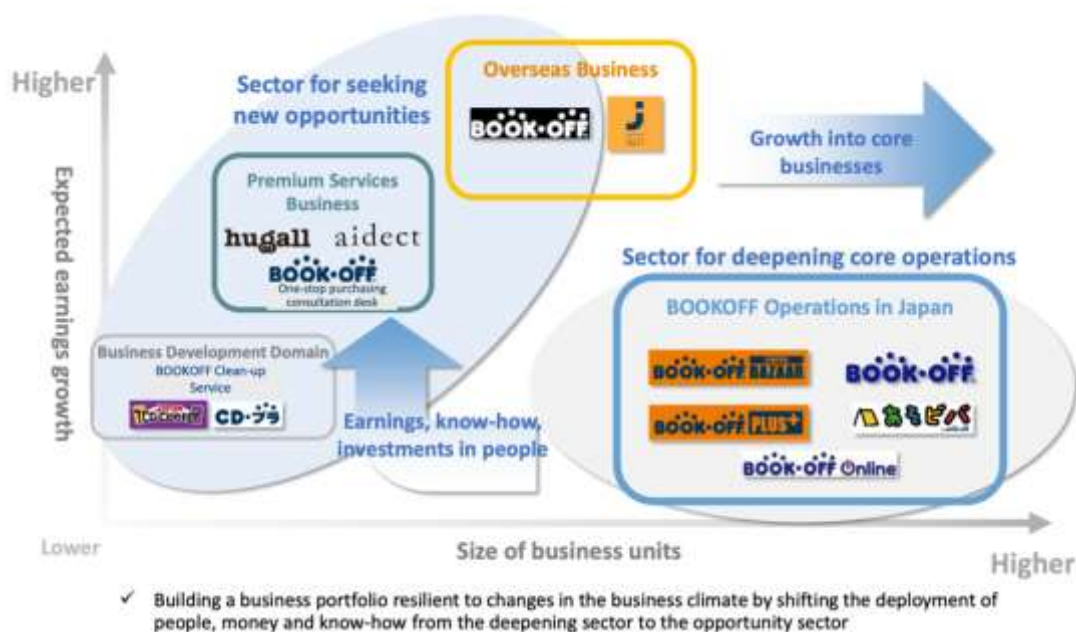 Higher
Sector for seeking
new opportunities
Overseas Business
BOOK·OFF
Growth into core
businesses
Expected earnings growth
Premium Services
Business
hugall aidect
BOOK·OFF
One-stop purchasing
consultation desk
Sector for deepening core operations
BOOKOFF Operations in Japan
BOOK·OFF BAZAAR
BOOK·OFF
BOOK·OFF PLUS+
BOOK·OFF Online
Business Development Domain
BOOKOFF Clean-up
Service
CD·プラ
Earnings, know-how,
investments in people
Lower
Size of business units
Higher
✓ Building a business portfolio resilient to changes in the business climate by shifting the deployment of
people, money and know-how from the deepening sector to the opportunity sector